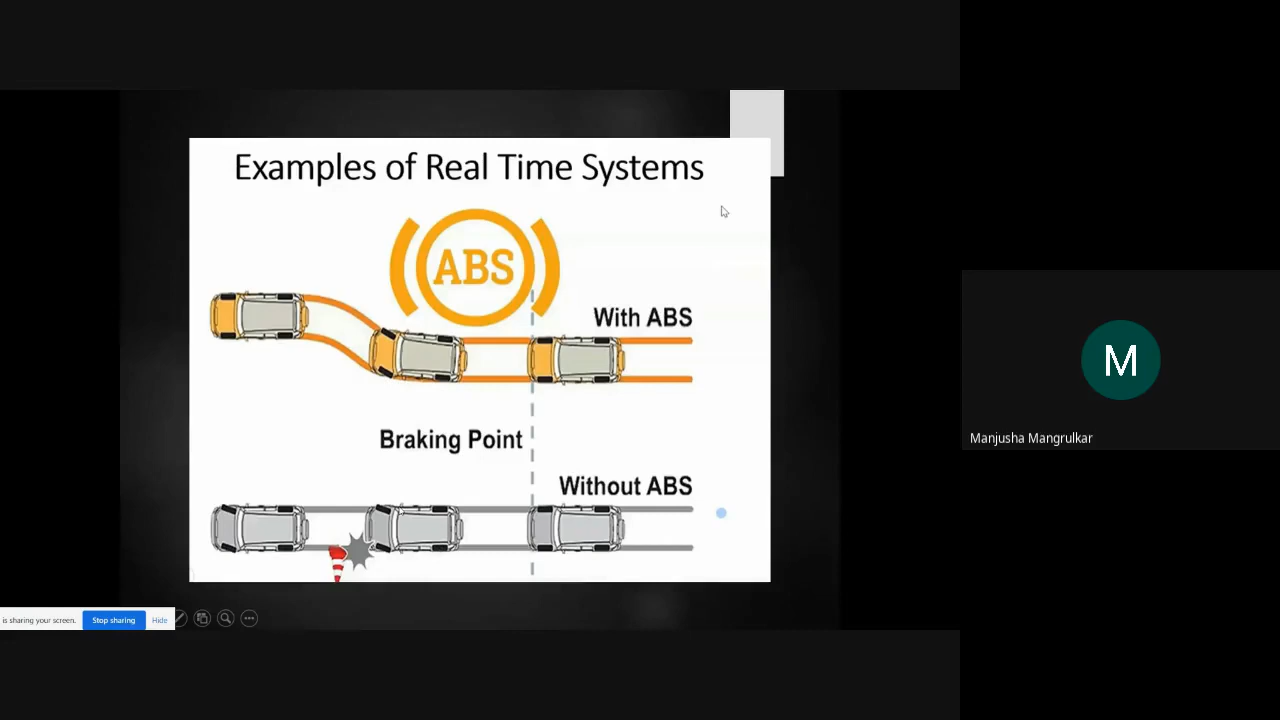 Examples of Real Time Systems
ABS
With ABS
Braking Point
Without ABS
M
Manjusha Mangrulkar
is sharing your screen.
Stop sharing
Hide